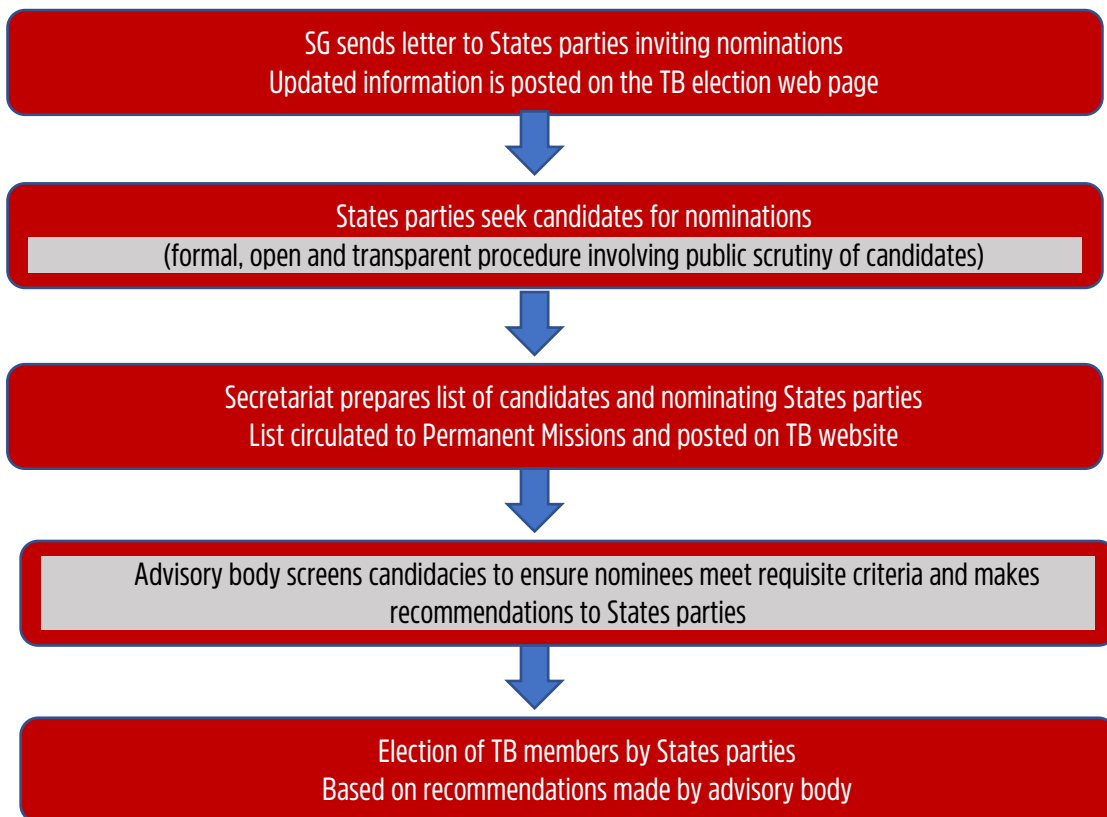 SG sends letter to States parties inviting nominations
Updated information is posted on the TB election web page
States parties seek candidates for nominations
(formal, open and transparent procedure involving public scrutiny of candidates)
Secretariat prepares list of candidates and nominating States parties
List circulated to Permanent Missions and posted on TB website
Advisory body screens candidacies to ensure nominees meet requisite criteria and makes
recommendations to States parties
Election of TB members by States parties
Based on recommendations made by advisory body